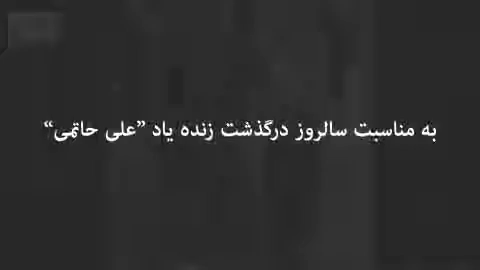 به مناسبت سالروز درگذشت زنده یاد ”علی حاتمی“